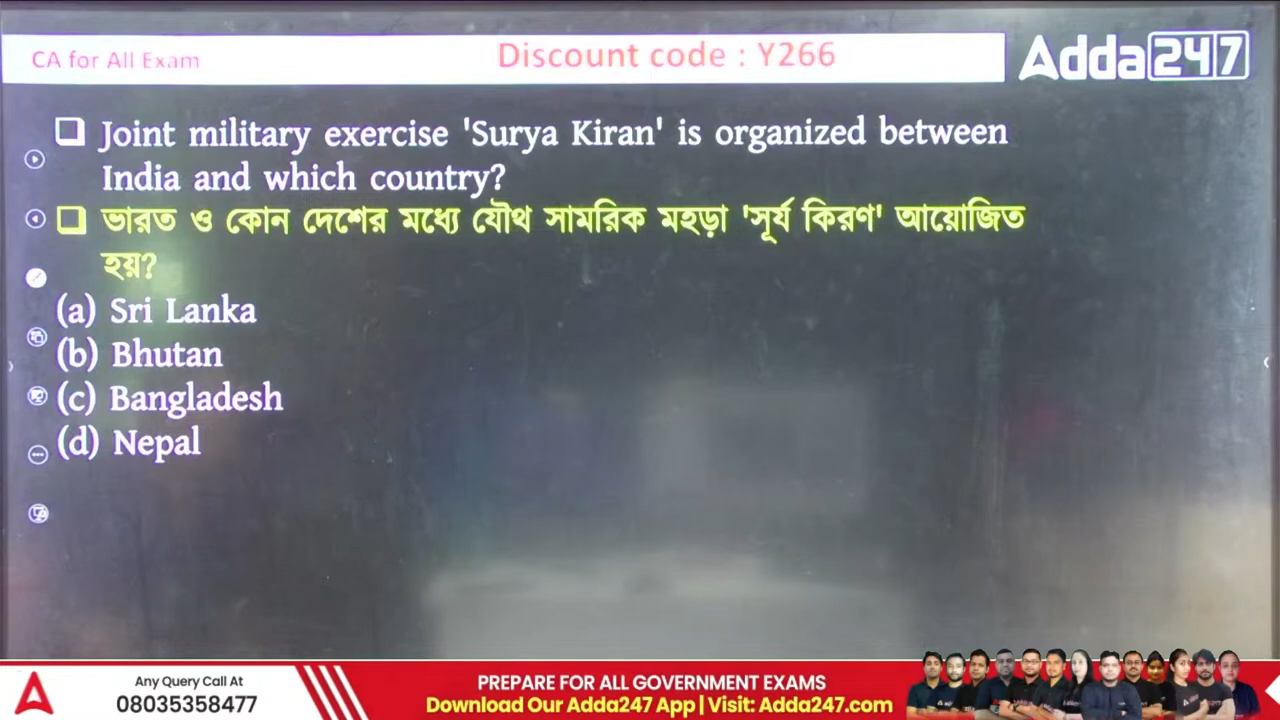 CA for All Exam
Discount code : Y266
Adda247
Joint military exercise 'Surya Kiran' is organized between
India and which country?
ভারত ও কোন দেশের মধ্যে যৌথ সামরিক মহড়া 'সূর্য কিরণ' আয়োজিত
হয়?
(a) Sri Lanka
(b) Bhutan
(c) Bangladesh
(d) Nepal
Any Query Call At
08035358477
PREPARE FOR ALL GOVERNMENT EXAMS
Download Our Adda247 App | Visit: Adda247.com